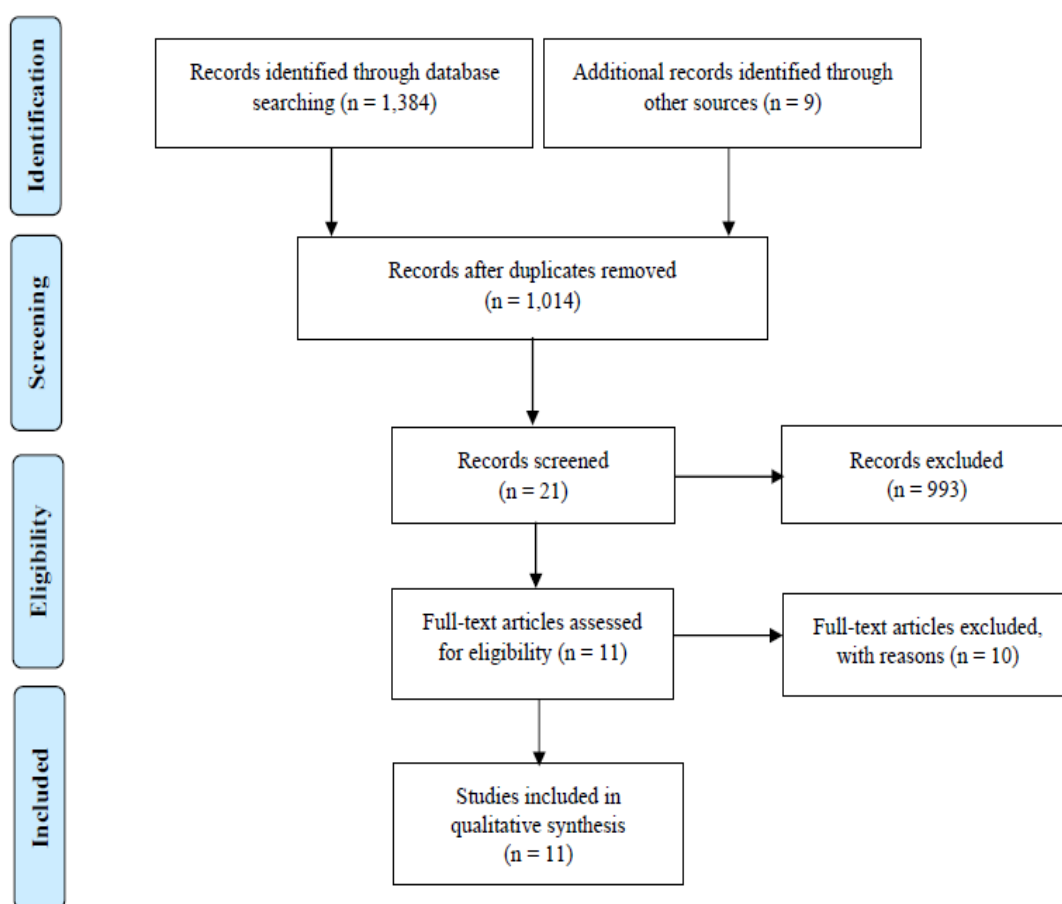 Identification
Records identified through database
searching (n = 1,384)
Additional records identified through
other sources (n = 9)
Screening
Records after duplicates removed
(n = 1,014)
Records screened
(n = 21)
Records excluded
(n = 993)
Eligibility
Full-text articles assessed
for eligibility (n = 11)
Full-text articles excluded,
with reasons (n = 10)
Included
Studies included in
qualitative synthesis
(n = 11)